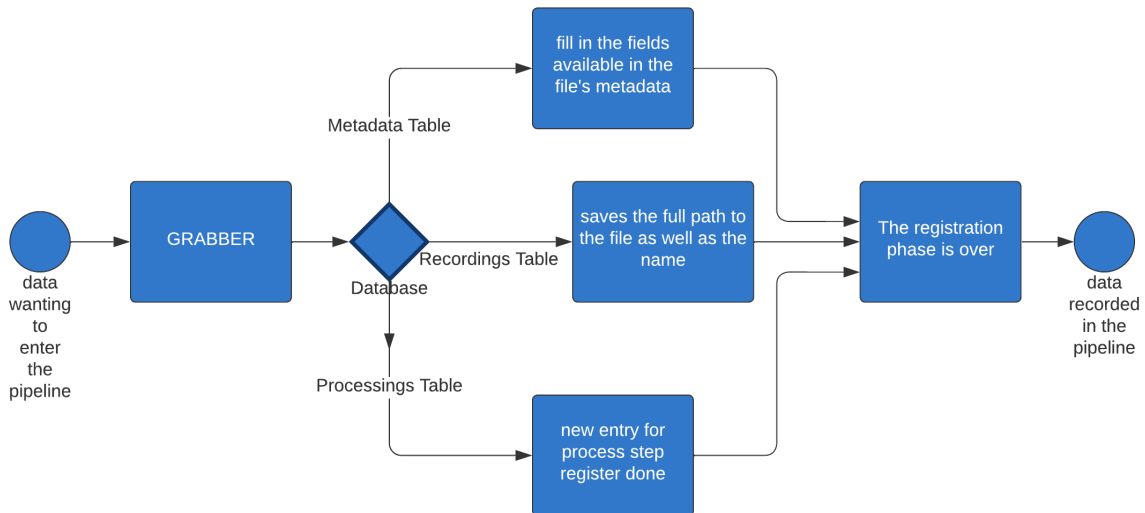 fill in the fields
available in the
file's metadata
Metadata Table
GRABBER
saves the full path to
the file as well as the
name
The registration
phase is over
Recordings Table
Database
data
wanting
to
enter
the
pipeline
data
recorded
in the
pipeline
Processings Table
new entry for
process step
register done